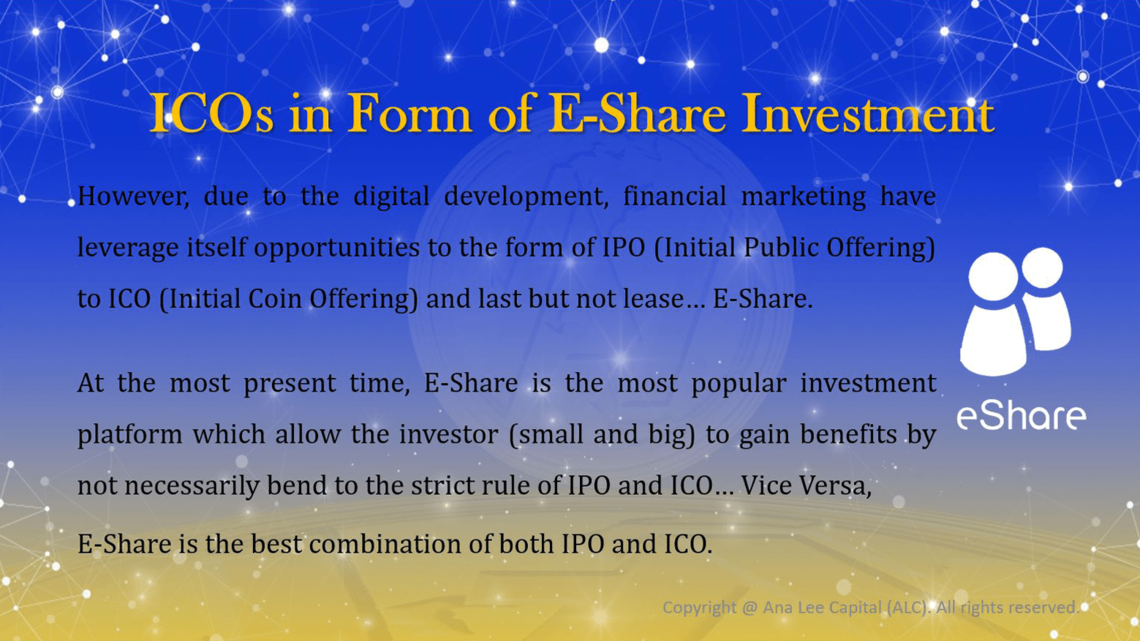 ICOs in Form of E-Share Investment
However, due to the digital development, financial marketing have
leverage itself opportunities to the form of IPO (Initial Public Offering)
to ICO (Initial Coin Offering) and last but not lease... E-Share.
eShare
At the most present time, E-Share is the most popular investment
platform which allow the investor (small and big) to gain benefits by
not necessarily bend to the strict rule of IPO and ICO... Vice Versa,
E-Share is the best combination of both IPO and ICO.
Copyright @ Ana Lee Capital (ALC). All rights reserved.